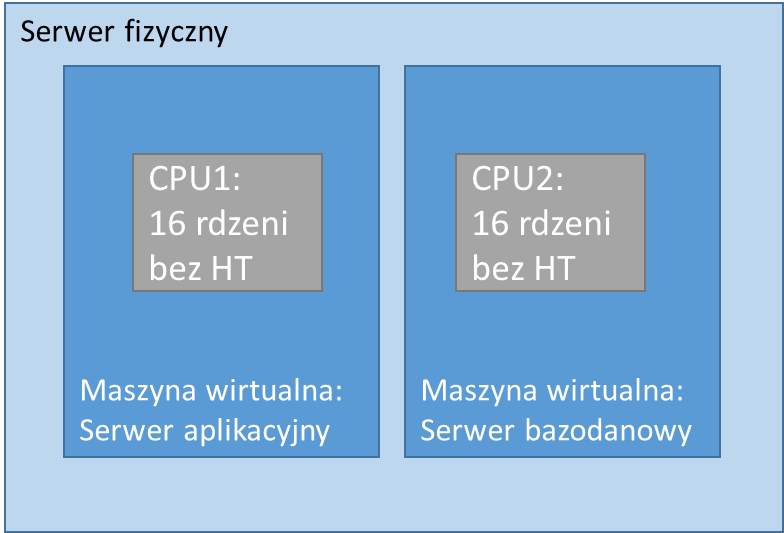 Serwer fizyczny
CPU1:
16 rdzeni
bez HT
Maszyna wirtualna:
Serwer aplikacyjny
CPU2:
16 rdzeni
bez HT
Maszyna wirtualna:
Serwer bazodanowy